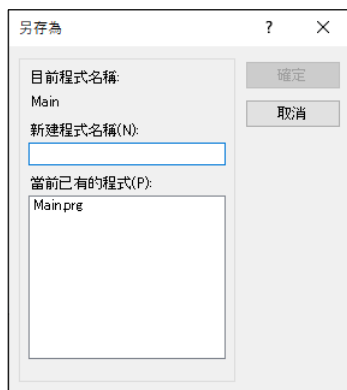 另存為
?
目前程式名稱:
Main
新建程式名稱(N):
當前已有的程式(P):
Main.prg
確定
取消